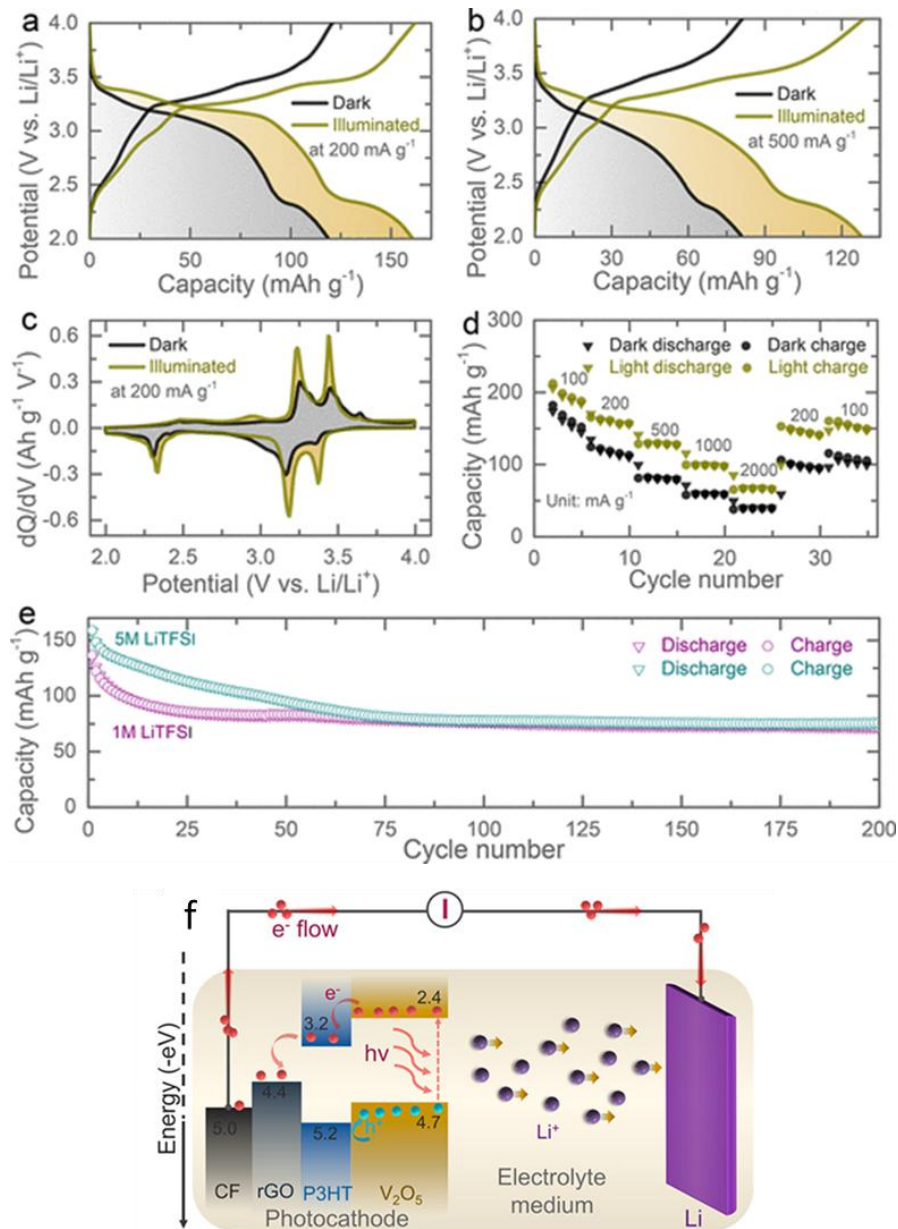 a
4.0
3.5
3.0
2.5
2.0
Potential (V vs. Li/Li⁺)
Dark
Illuminated
at 200 mA g⁻¹
0 50 100 150
Capacity (mAh g⁻¹)
b
4.0
3.5
3.0
2.5
2.0
Potential (V vs. Li/Li⁺)
Dark
Illuminated
at 500 mA g⁻¹
0 30 60 90 120
Capacity (mAh g⁻¹)
c
0.6
0.3
0.0
-0.3
-0.6
dQ/dV (Ah g⁻¹ V⁻¹)
Dark
Illuminated
at 200 mA g⁻¹
2.0 2.5 3.0 3.5 4.0
Potential (V vs. Li/Li⁺)
d
300
200
100
0
Capacity (mAh g⁻¹)
Dark discharge Dark charge
Light discharge Light charge
100
200
500
1000
2000
200
100
Unit: mA g⁻¹
0 10 20 30
Cycle number
e
150
100
50
0
Capacity (mAh g⁻¹)
5M LiTFSI
1M LiTFSI
Discharge Charge
Discharge Charge
0 25 50 75 100 125 150 175 200
Cycle number
f
I
e⁻ flow
Energy (-eV)
e⁻
2.4
3.2
hv
4.4
5.0
5.2
h⁺
4.7
CF rGO P3HT V₂O₅
Photocathode
Li⁺
Electrolyte
medium
Li